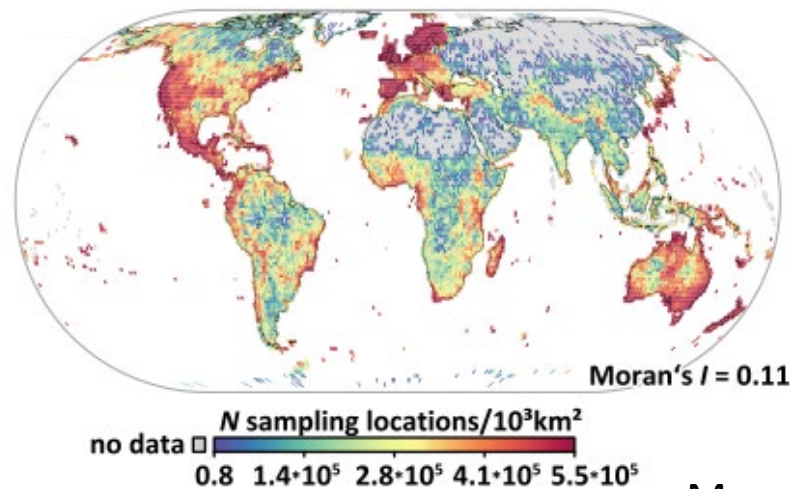 Moran‘s I = 0.11
N sampling locations/10³km²
no data
0.8 1.4*10⁵ 2.8*10⁵ 4.1*10⁵ 5.5*10⁵